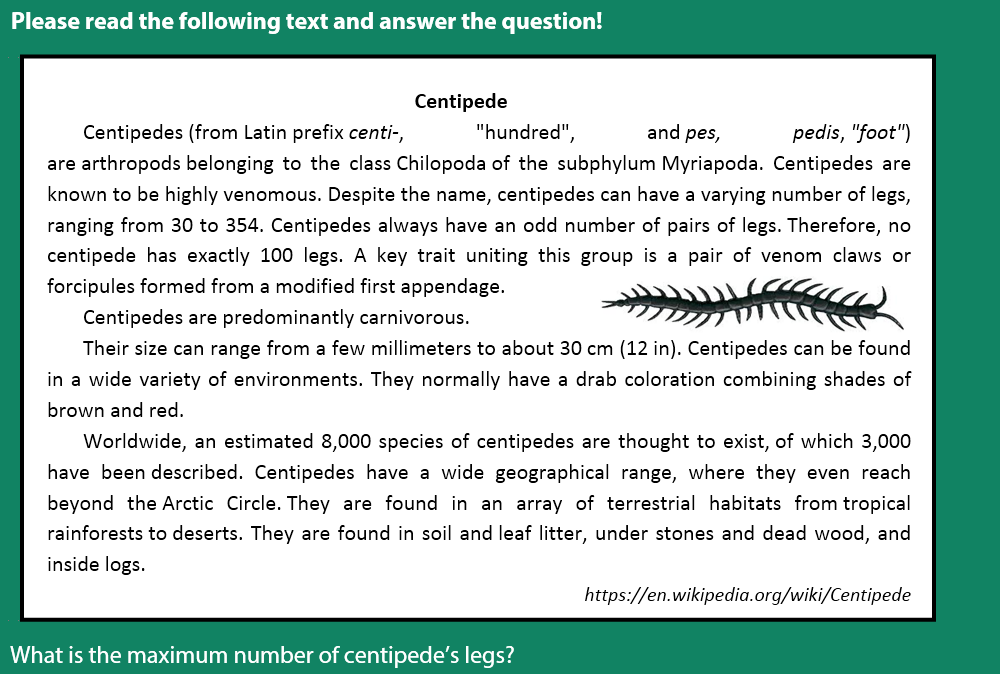 Please read the following text and answer the question!
Centipede
Centipedes (from Latin prefix centi-, "hundred", and pes, pedis, "foot")
are arthropods belonging to the class Chilopoda of the subphylum Myriapoda. Centipedes are
known to be highly venomous. Despite the name, centipedes can have a varying number of legs,
ranging from 30 to 354. Centipedes always have an odd number of pairs of legs. Therefore, no
centipede has exactly 100 legs. A key trait uniting this group is a pair of venom claws or
forcipules formed from a modified first appendage.
Centipedes are predominantly carnivorous.
Their size can range from a few millimeters to about 30 cm (12 in). Centipedes can be found
in a wide variety of environments. They normally have a drab coloration combining shades of
brown and red.
Worldwide, an estimated 8,000 species of centipedes are thought to exist, of which 3,000
have been described. Centipedes have a wide geographical range, where they even reach
beyond the Arctic Circle. They are found in an array of terrestrial habitats from tropical
rainforests to deserts. They are found in soil and leaf litter, under stones and dead wood, and
inside logs.
https://en.wikipedia.org/wiki/Centipede
What is the maximum number of centipede's legs?